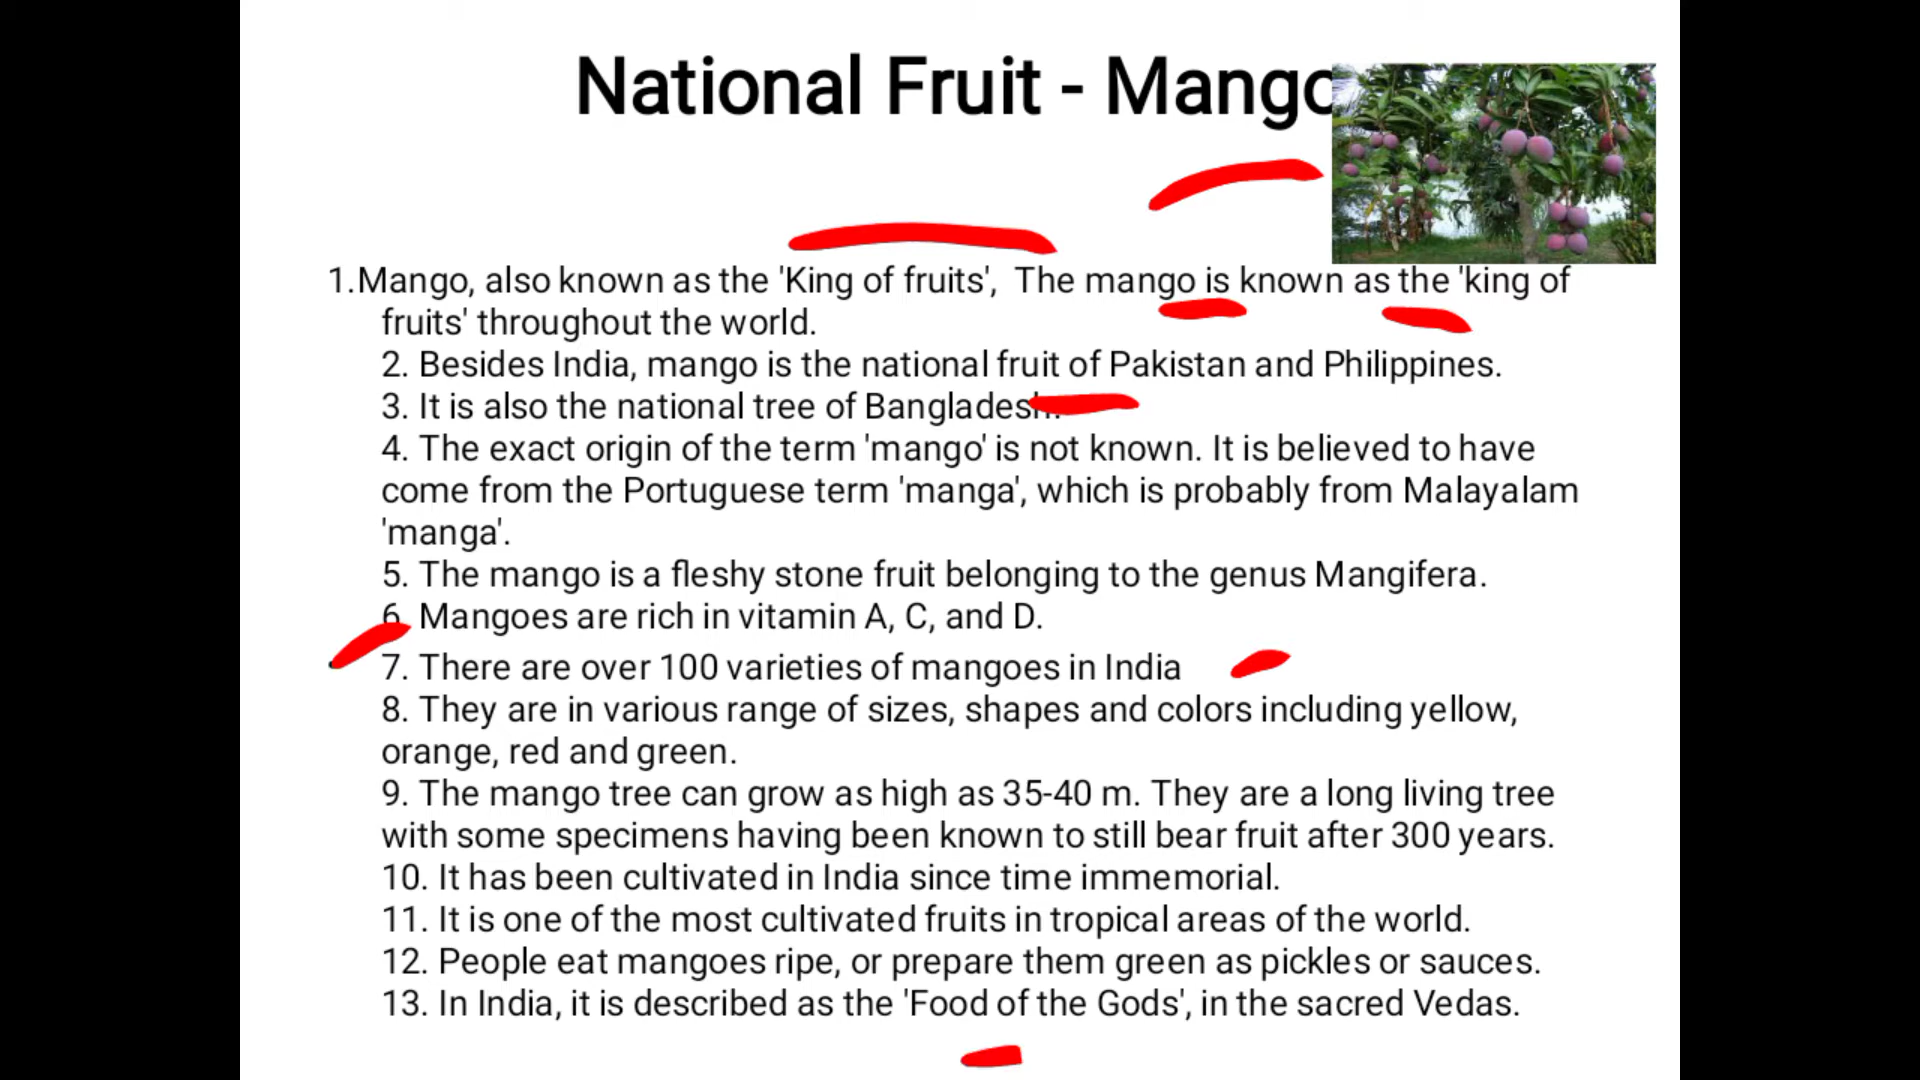 National Fruit - Mango
1.Mango, also known as the 'King of fruits',  The mango is known as the 'king of
fruits' throughout the world.
2. Besides India, mango is the national fruit of Pakistan and Philippines.
3. It is also the national tree of Bangladesh.
4. The exact origin of the term 'mango' is not known. It is believed to have
come from the Portuguese term 'manga', which is probably from Malayalam
'manga'.
5. The mango is a fleshy stone fruit belonging to the genus Mangifera.
6. Mangoes are rich in vitamin A, C, and D.
• 7. There are over 100 varieties of mangoes in India
8. They are in various range of sizes, shapes and colors including yellow,
orange, red and green.
9. The mango tree can grow as high as 35-40 m. They are a long living tree
with some specimens having been known to still bear fruit after 300 years.
10. It has been cultivated in India since time immemorial.
11. It is one of the most cultivated fruits in tropical areas of the world.
12. People eat mangoes ripe, or prepare them green as pickles or sauces.
13. In India, it is described as the 'Food of the Gods', in the sacred Vedas.